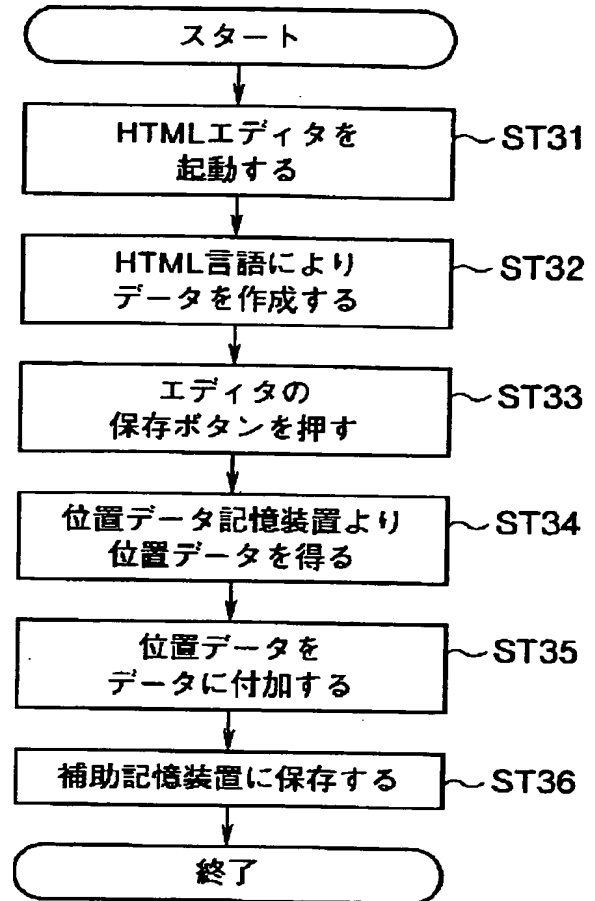 スタート
HTMLエディタを
起動する
ST31
HTML言語により
データを作成する
ST32
エディタの
保存ボタンを押す
ST33
位置データ記憶装置より
位置データを得る
ST34
位置データを
データに付加する
ST35
補助記憶装置に保存する
ST36
終了